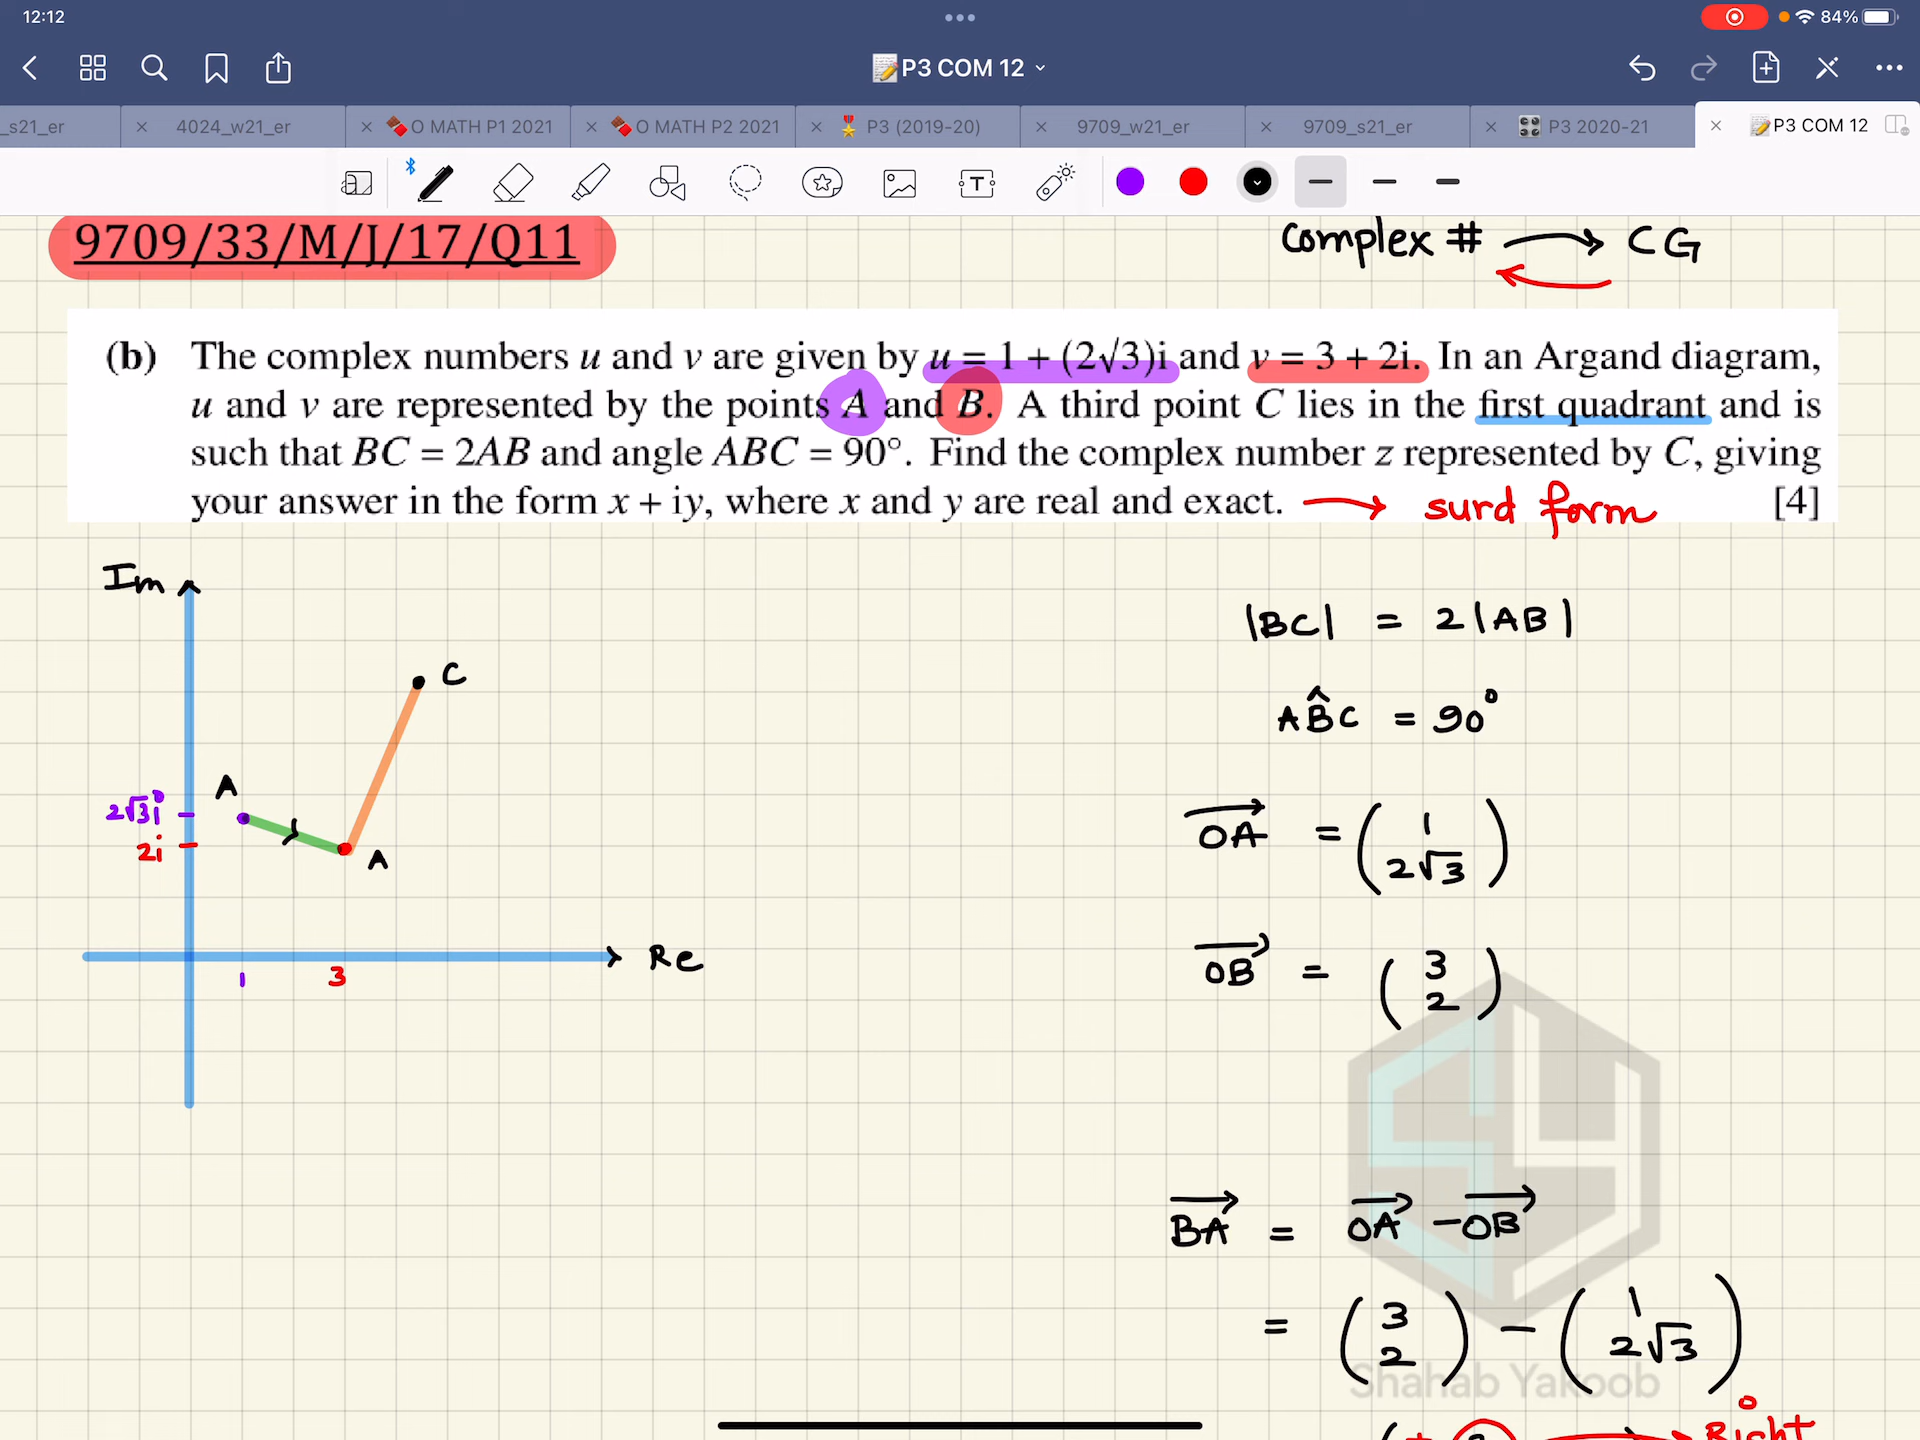 12:12
84%
P3 COM 12
_s21_er
4024_w21_er
O MATH P1 2021
O MATH P2 2021
P3 (2019-20)
9709_w21_er
9709_s21_er
P3 2020-21
P3 COM 12
9709/33/M/J/17/Q11
Complex # → CG
(b) The complex numbers u and v are given by u = 1 + (2√3)i and v = 3 + 2i. In an Argand diagram,
u and v are represented by the points A and B. A third point C lies in the first quadrant and is
such that BC = 2AB and angle ABC = 90°. Find the complex number z represented by C, giving
your answer in the form x + iy, where x and y are real and exact. → surd form [4]
Im
C
A
2√3i
2i
A
Re
1
3
|BC| = 2|AB|
AB̂C = 90°
OA→ = (1
2√3)
OB→ = (3
2)
BA→ = OA→ − OB→
= (3
2) − (1
2√3)
Shahab Yakoob
Right